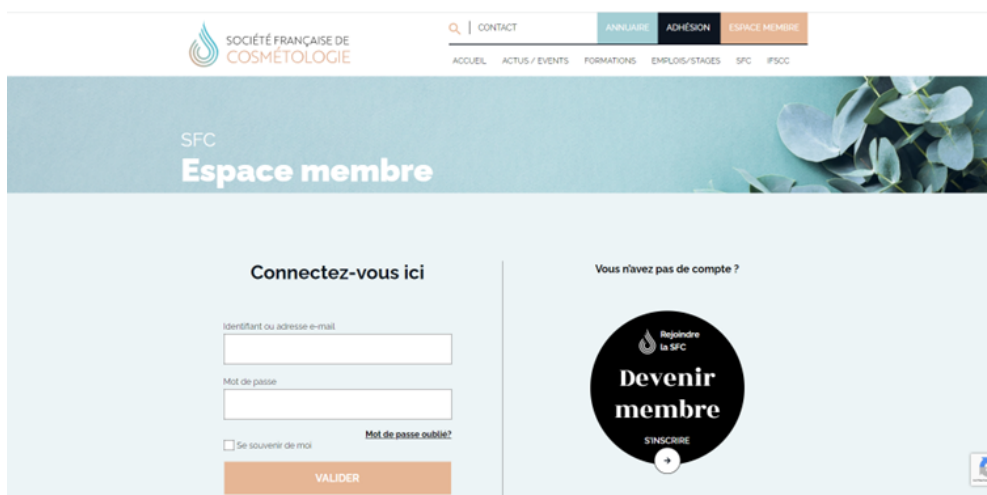 SOCIÉTÉ FRANÇAISE DE
COSMÉTOLOGIE
CONTACT
ANNUAIRE
ADHÉSION
ESPACE MEMBRE
ACCUEIL
ACTUS / EVENTS
FORMATIONS
EMPLOIS/STAGES
SFC
IFSCC
SFC
Espace membre
Connectez-vous ici
Identifiant ou adresse e-mail
Mot de passe
Mot de passe oublié?
Se souvenir de moi
VALIDER
Vous n'avez pas de compte ?
Rejoindre
la SFC
Devenir
membre
S'INSCRIRE